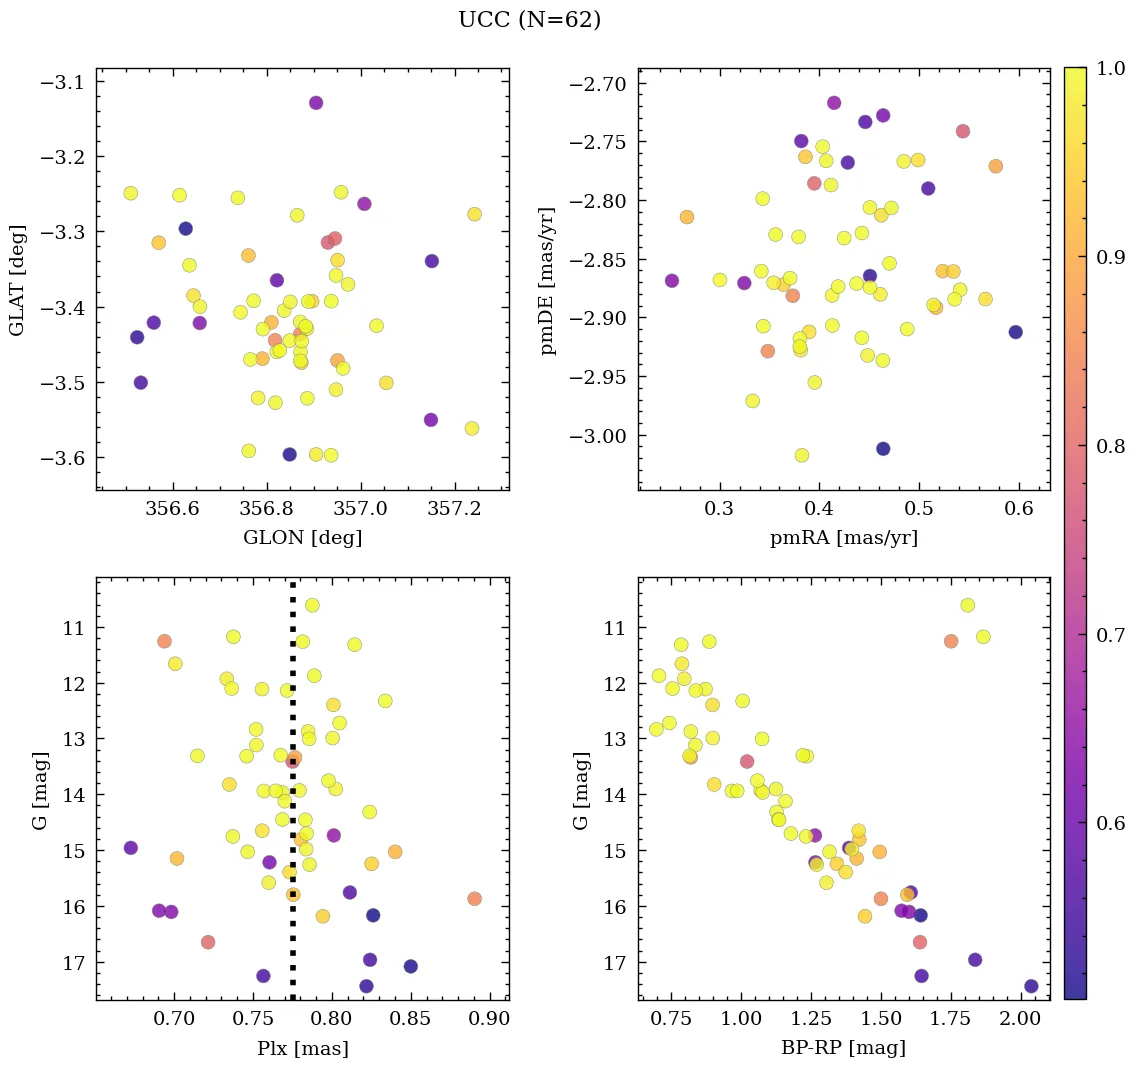 UCC (N=62)
−3.1
−3.2
−3.3
−3.4
−3.5
−3.6
GLAT [deg]
356.6 356.8 357.0 357.2
GLON [deg]
−2.70
−2.75
−2.80
−2.85
−2.90
−2.95
−3.00
pmDE [mas/yr]
0.3 0.4 0.5 0.6
pmRA [mas/yr]
11
12
13
14
15
16
17
G [mag]
0.70 0.75 0.80 0.85 0.90
Plx [mas]
11
12
13
14
15
16
17
G [mag]
0.75 1.00 1.25 1.50 1.75 2.00
BP-RP [mag]
1.0
0.9
0.8
0.7
0.6